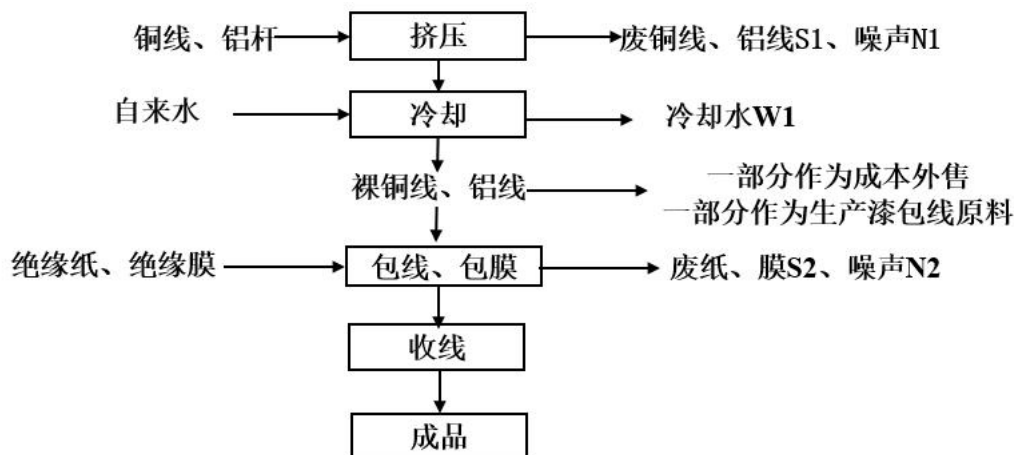 铜线、铝杆
挤压
废铜线、铝线S1、噪声N1
自来水
冷却
冷却水W1
裸铜线、铝线
一部分作为成本外售
一部分作为生产漆包线原料
绝缘纸、绝缘膜
包线、包膜
废纸、膜S2、噪声N2
收线
成品